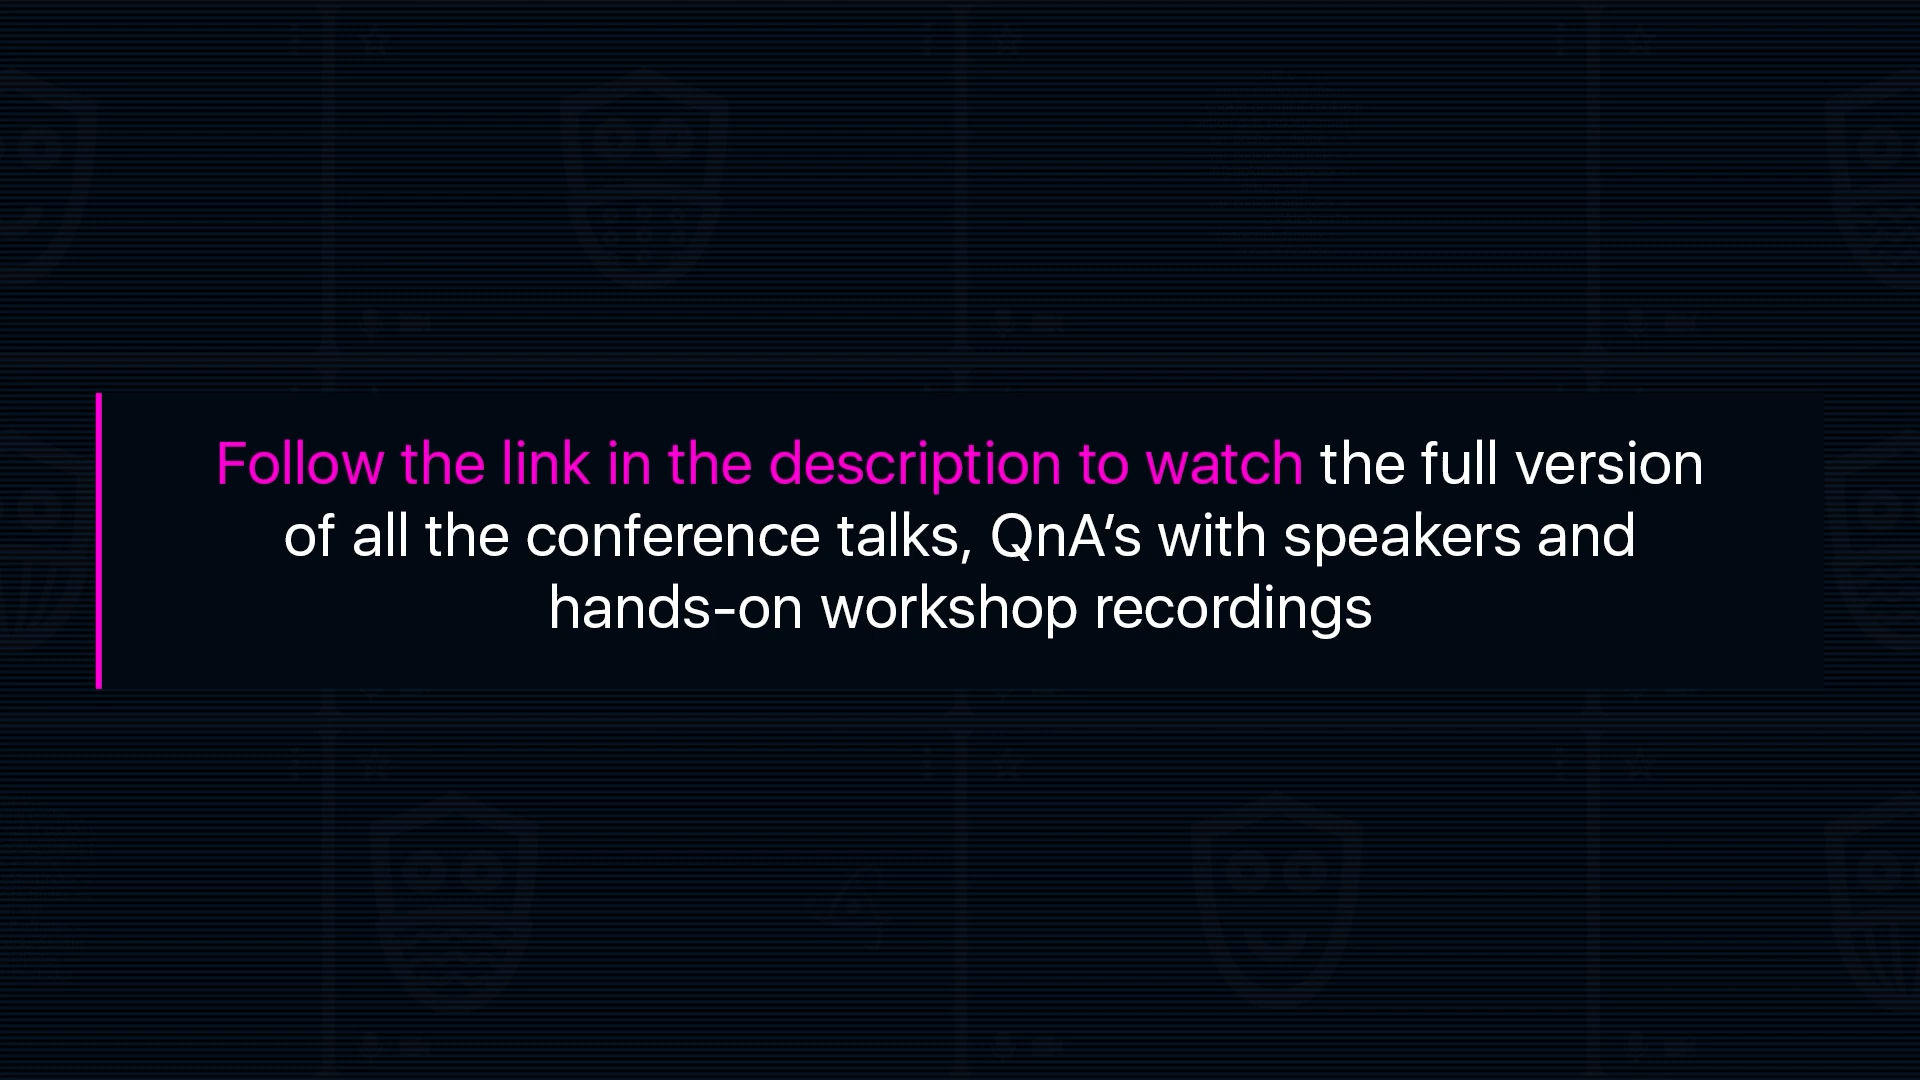 Follow the link in the description to watch the full version
of all the conference talks, QnA’s with speakers and
hands-on workshop recordings